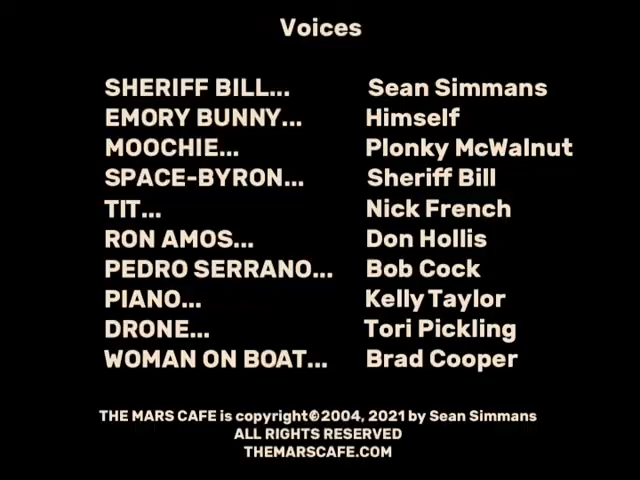 Voices
SHERIFF BILL... Sean Simmans
EMORY BUNNY... Himself
MOOCHIE... Plonky McWalnut
SPACE-BYRON... Sheriff Bill
TIT... Nick French
RON AMOS... Don Hollis
PEDRO SERRANO... Bob Cock
PIANO... Kelly Taylor
DRONE... Tori Pickling
WOMAN ON BOAT... Brad Cooper
THE MARS CAFE is copyright©2004, 2021 by Sean Simmans
ALL RIGHTS RESERVED
THEMARSCAFE.COM